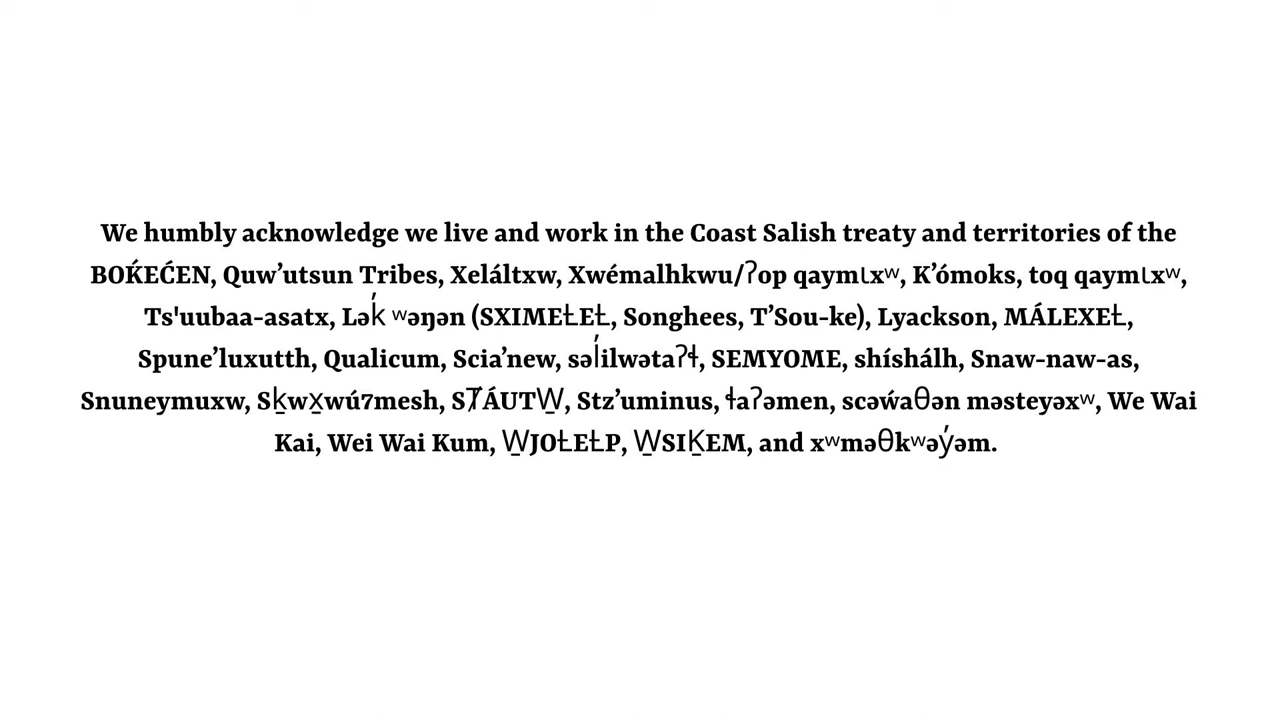 We humbly acknowledge we live and work in the Coast Salish treaty and territories of the
BOḰEĆEN, Quw’utsun Tribes, Xeláltxw, Xwémalhkwu/ʔop qaymɩxʷ, K’ómoks, toq qaymɩxʷ,
Ts'uubaa-asatx, Lək̓ ʷəŋən (SXIMEȽEȽ, Songhees, T’Sou-ke), Lyackson, MÁLEXEȽ,
Spune’luxutth, Qualicum, Scia’new, səl̓ilwətaʔɬ, SEMYOME, shíshálh, Snaw-naw-as,
Snuneymuxw, Sḵwx̱wú7mesh, SȾÁUTW̱, Stz’uminus, ɬaʔəmen, scəẃaθən məsteyəxʷ, We Wai
Kai, Wei Wai Kum, W̱JOȽEȽP, W̱SIḴEM, and xʷməθkʷəy̓əm.